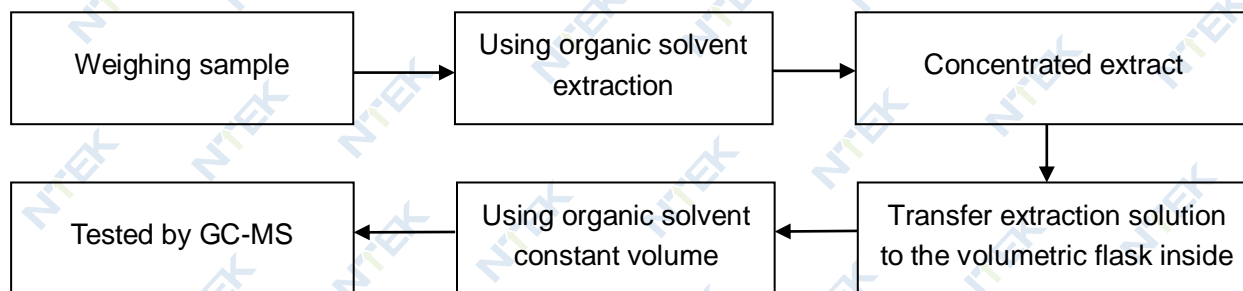 Weighing sample
Using organic solvent
extraction
Concentrated extract
Transfer extraction solution
to the volumetric flask inside
Using organic solvent
constant volume
Tested by GC-MS
NTEK